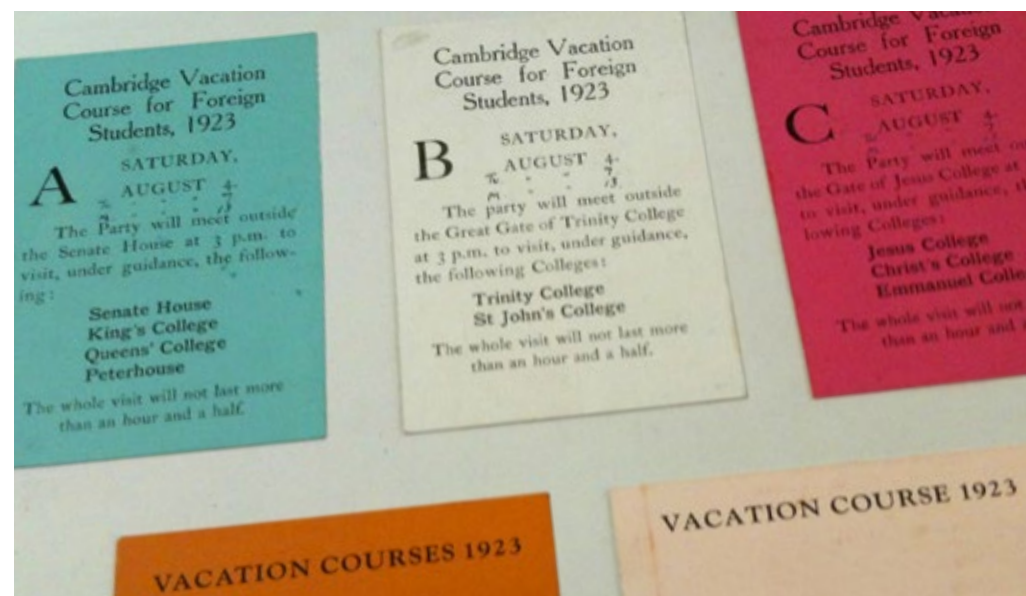 Cambridge Vacation
Course for Foreign
Students, 1923
A
SATURDAY,
AUGUST 4
The Party will meet outside
the Senate House at 3 p.m. to
visit, under guidance, the follow-
ing:
Senate House
King's College
Queens' College
Peterhouse
The whole visit will not last more
than an hour and a half.
Cambridge Vacation
Course for Foreign
Students, 1923
B
SATURDAY,
AUGUST 4
The party will meet outside
the Great Gate of Trinity College
at 3 p.m. to visit, under guidance,
the following Colleges:
Trinity College
St John's College
The whole visit will not last more
than an hour and a half.
Cambridge
Course for Foreign
Students, 1923
C
SATURDAY,
AUGUST 4
The Party will meet
the Gate of Jesus College at
to visit, under guidance,
lowing Colleges:
Jesus College
Christ's College
Emmanuel
The whole visit will not
than an hour and
VACATION COURSES 1923
VACATION COURSE 1923